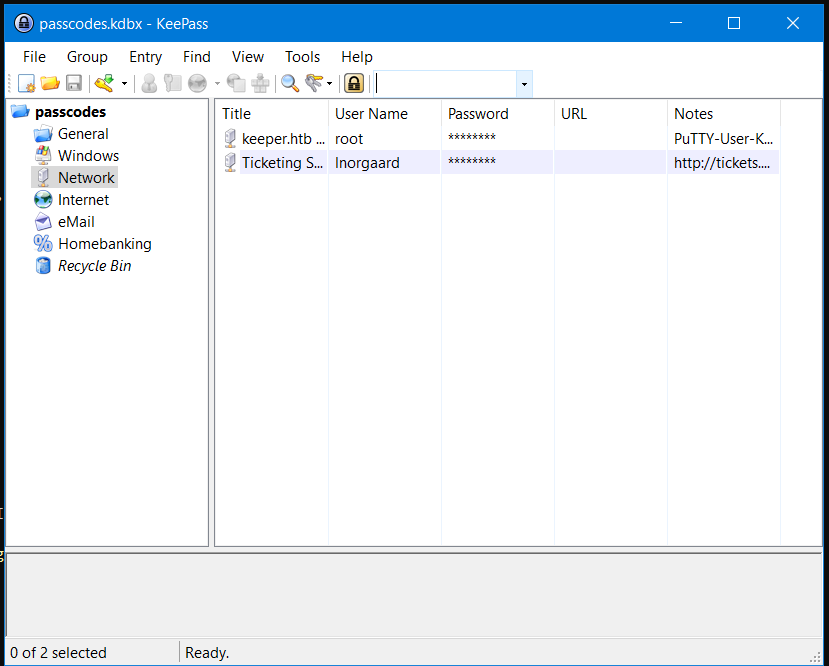 passcodes.kdbx - KeePass
File Group Entry Find View Tools Help
passcodes
General
Windows
Network
Internet
eMail
Homebanking
Recycle Bin
Title User Name Password URL Notes
keeper.htb ... root ******** PuTTY-User-K...
Ticketing S... lnorgaard ******** http://tickets....
0 of 2 selected Ready.